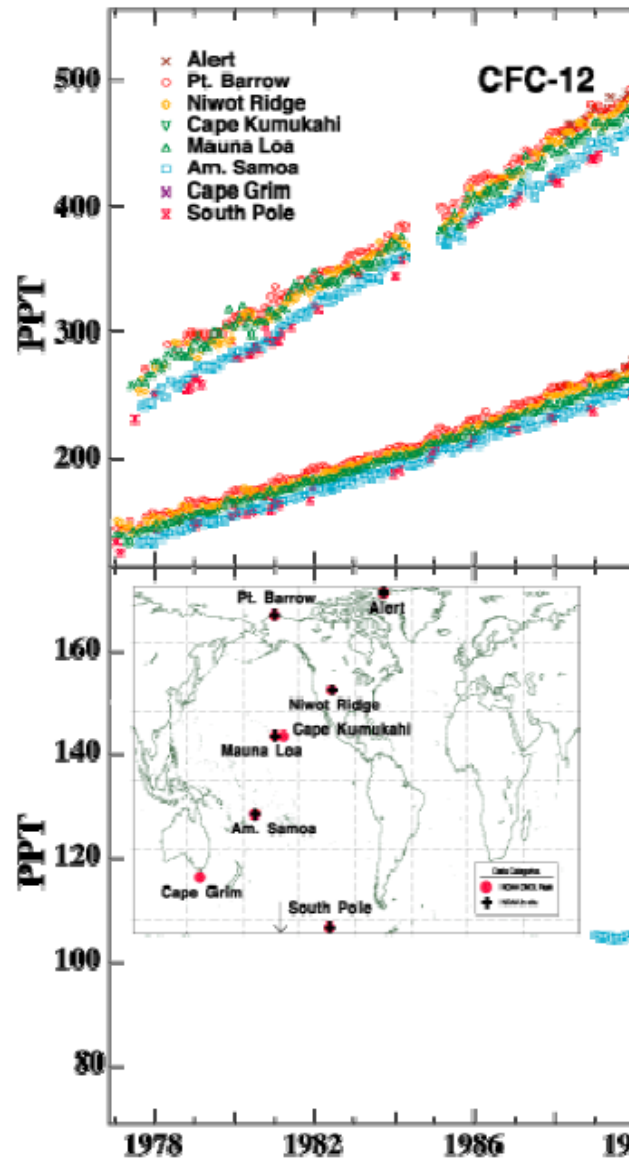 CFC-12
500
Alert
Pt. Barrow
Niwot Ridge
Cape Kumukahi
Mauna Loa
Am. Samoa
Cape Grim
South Pole
400
PPT
300
200
Pt. Barrow
Alert
160
Niwot Ridge
Cape Kumukahi
140
Mauna Loa
Am. Samoa
PPT
120
Cape Grim
South Pole
100
80
1978
1982
1986
19